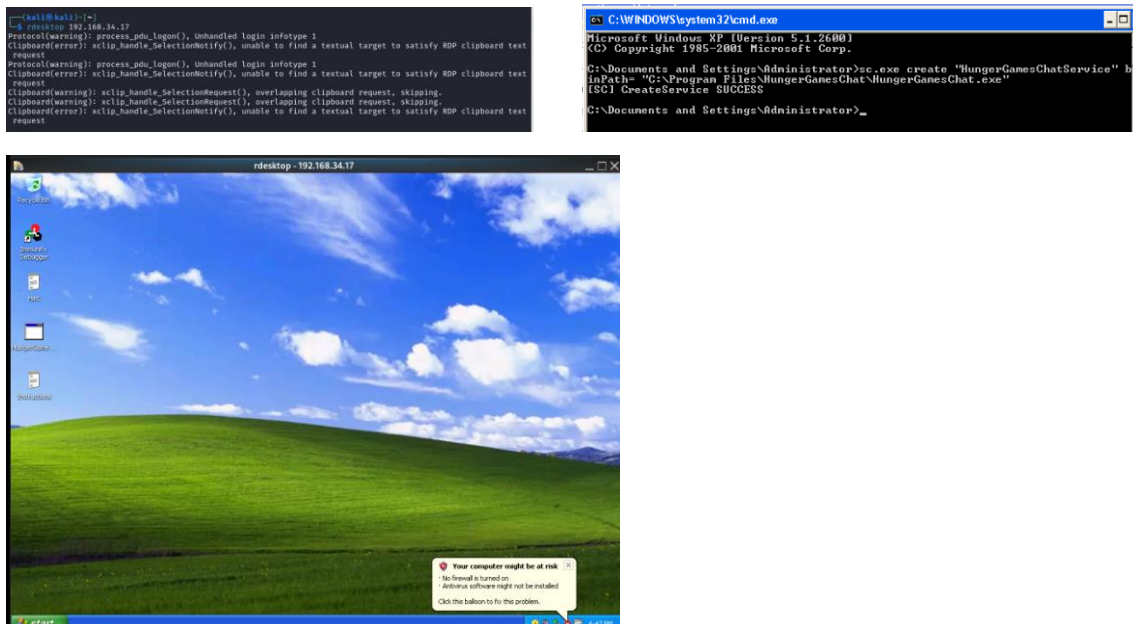 (kali㉿kali)-[~]
$ rdesktop 192.168.34.17
Protocol(warning): process_pdu_logon(), Unhandled login infotype 1
Clipboard(error): xclip_handle_SelectionNotify(), unable to find a textual target to satisfy RDP clipboard text
request
Protocol(warning): process_pdu_logon(), Unhandled login infotype 1
Clipboard(error): xclip_handle_SelectionNotify(), unable to find a textual target to satisfy RDP clipboard text
request
Clipboard(warning): xclip_handle_SelectionRequest(), overlapping clipboard request, skipping.
Clipboard(warning): xclip_handle_SelectionRequest(), overlapping clipboard request, skipping.
Clipboard(error): xclip_handle_SelectionNotify(), unable to find a textual target to satisfy RDP clipboard text
request
C:\WINDOWS\system32\cmd.exe
Microsoft Windows XP [Version 5.1.2600]
(C) Copyright 1985-2001 Microsoft Corp.
C:\Documents and Settings\Administrator>sc.exe create "HungerGamesChatService" b
inPath= "C:\Program Files\HungerGamesChat\HungerGamesChat.exe"
[SC] CreateService SUCCESS
C:\Documents and Settings\Administrator>_
rdesktop - 192.168.34.17
Recycle Bin
Immunity
Debugger
Hint
HungerGame...
Instructions
Your computer might be at risk
· No firewall is turned on
· Antivirus software might not be installed
Click this balloon to fix this problem.
start